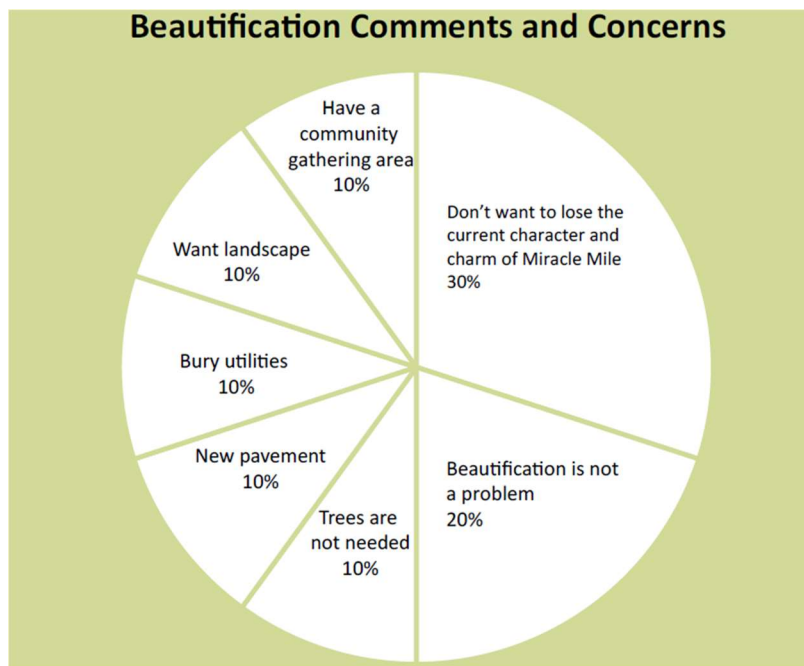 Beautification Comments and Concerns
Have a
community
gathering area
10%
Don’t want to lose the
current character and
charm of Miracle Mile
30%
Want landscape
10%
Bury utilities
10%
New pavement
10%
Trees are
not needed
10%
Beautification is not
a problem
20%